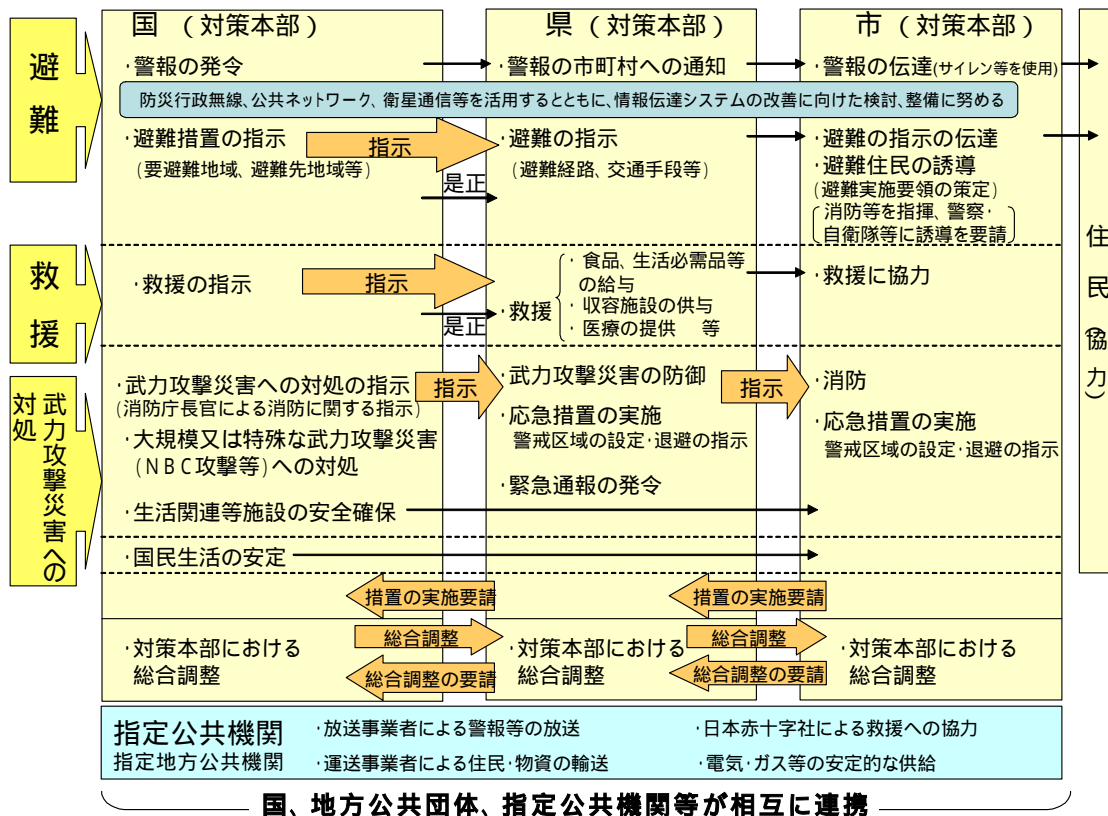 国（対策本部）
県（対策本部）
市（対策本部）
避難
・警報の発令
・警報の市町村への通知
・警報の伝達(サイレン等を使用)
防災行政無線、公共ネットワーク、衛星通信等を活用するとともに、情報伝達システムの改善に向けた検討、整備に努める
・避難措置の指示
(要避難地域、避難先地域等)
指示
是正
・避難の指示
(避難経路、交通手段等)
・避難の指示の伝達
・避難住民の誘導
(避難実施要領の策定)
消防等を指揮、警察・
自衛隊等に誘導を要請
救援
・救援の指示
指示
是正
・救援
・食品、生活必需品等
の給与
・収容施設の供与
・医療の提供　等
・救援に協力
武力攻撃災害への
対処
・武力攻撃災害への対処の指示
(消防庁長官による消防に関する指示)
・大規模又は特殊な武力攻撃災害
(NBC攻撃等)への対処
・生活関連等施設の安全確保
・国民生活の安定
指示
・武力攻撃災害の防御
・応急措置の実施
警戒区域の設定・退避の指示
・緊急通報の発令
指示
・消防
・応急措置の実施
警戒区域の設定・退避の指示
住民（協力）
措置の実施要請
措置の実施要請
・対策本部における
総合調整
総合調整
総合調整の要請
・対策本部における
総合調整
総合調整
総合調整の要請
・対策本部における
総合調整
指定公共機関
指定地方公共機関
・放送事業者による警報等の放送
・日本赤十字社による救援への協力
・運送事業者による住民・物資の輸送
・電気・ガス等の安定的な供給
国、地方公共団体、指定公共機関等が相互に連携